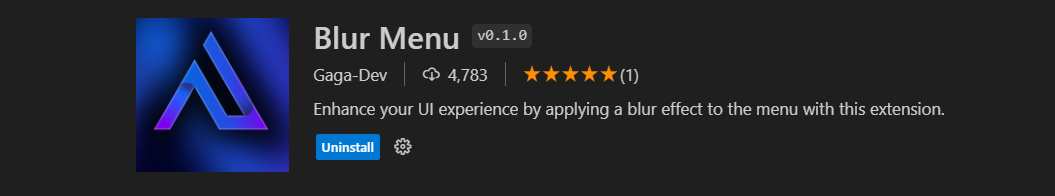 Blur Menu v0.1.0
Gaga-Dev 4,783 ★★★★★(1)
Enhance your UI experience by applying a blur effect to the menu with this extension.
Uninstall